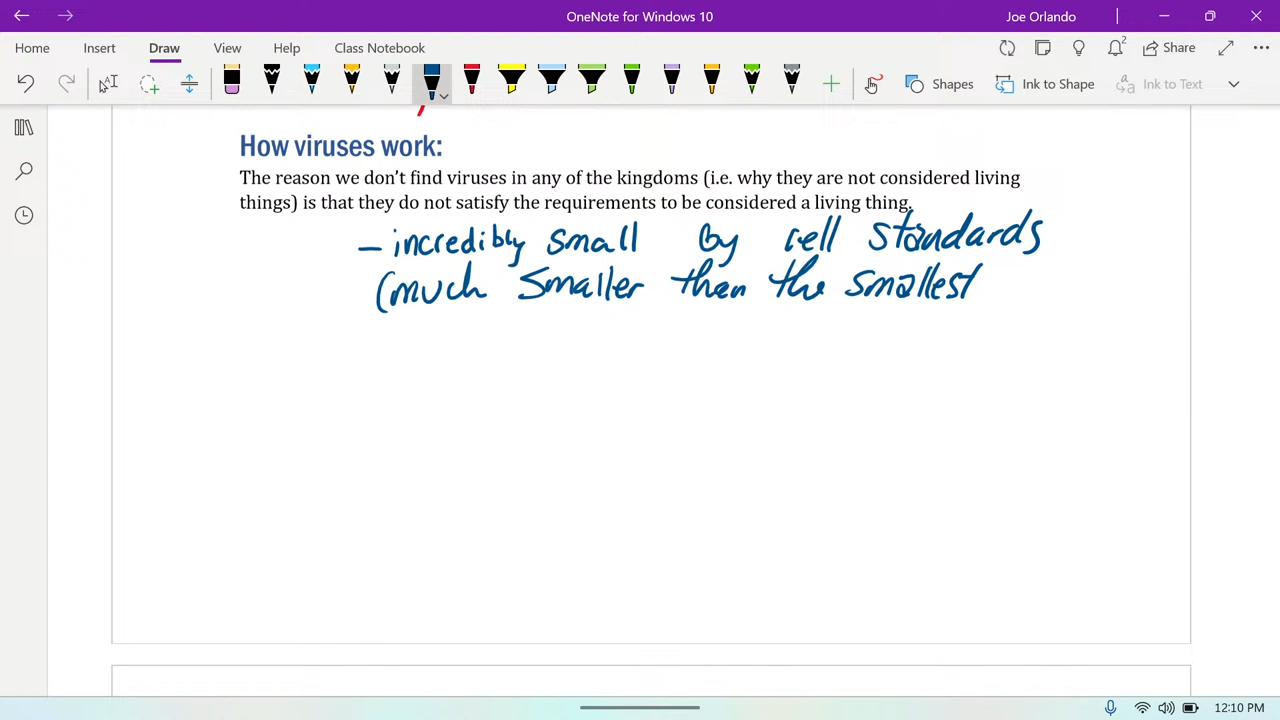 OneNote for Windows 10
Joe Orlando
Home Insert Draw View Help Class Notebook
2
Share
Shapes
Ink to Shape
Ink to Text
How viruses work:
The reason we don't find viruses in any of the kingdoms (i.e. why they are not considered living
things) is that they do not satisfy the requirements to be considered a living thing.
– incredibly small by cell standards
(much smaller than the smallest
12:10 PM